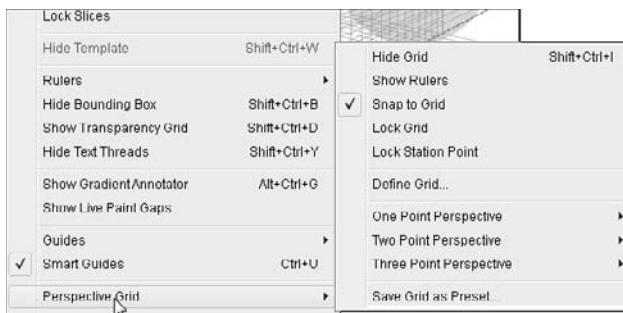 Lock Slices
Hide Template Shift+Ctrl+W
Rulers
Hide Bounding Box Shift+Ctrl+B
Show Transparency Grid Shift+Ctrl+D
Hide Text Threads Shift+Ctrl+Y
Show Gradient Annotator Alt+Ctrl+G
Show Live Paint Gaps
Guides
Smart Guides Ctrl+U
Perspective Grid
Hide Grid Shift+Ctrl+I
Show Rulers
Snap to Grid
Lock Grid
Lock Station Point
Define Grid...
One Point Perspective
Two Point Perspective
Three Point Perspective
Save Grid as Preset...